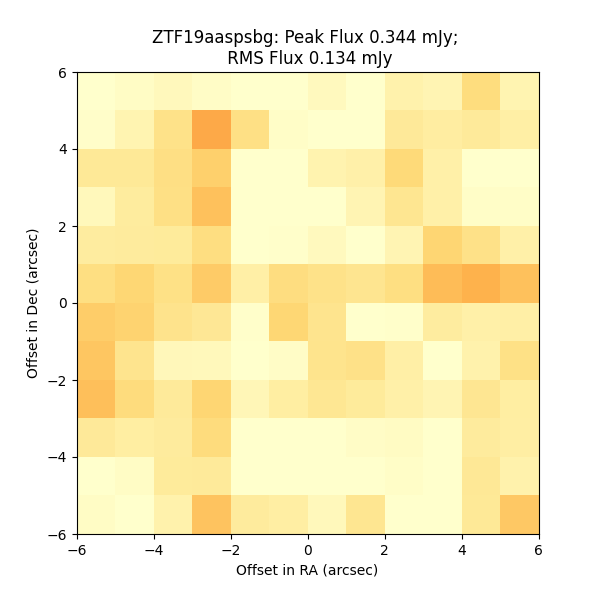 ZTF19aaspsbg: Peak Flux 0.344 mJy;
RMS Flux 0.134 mJy
6
4
2
0
−2
−4
−6
Offset in Dec (arcsec)
−6 −4 −2 0 2 4 6
Offset in RA (arcsec)